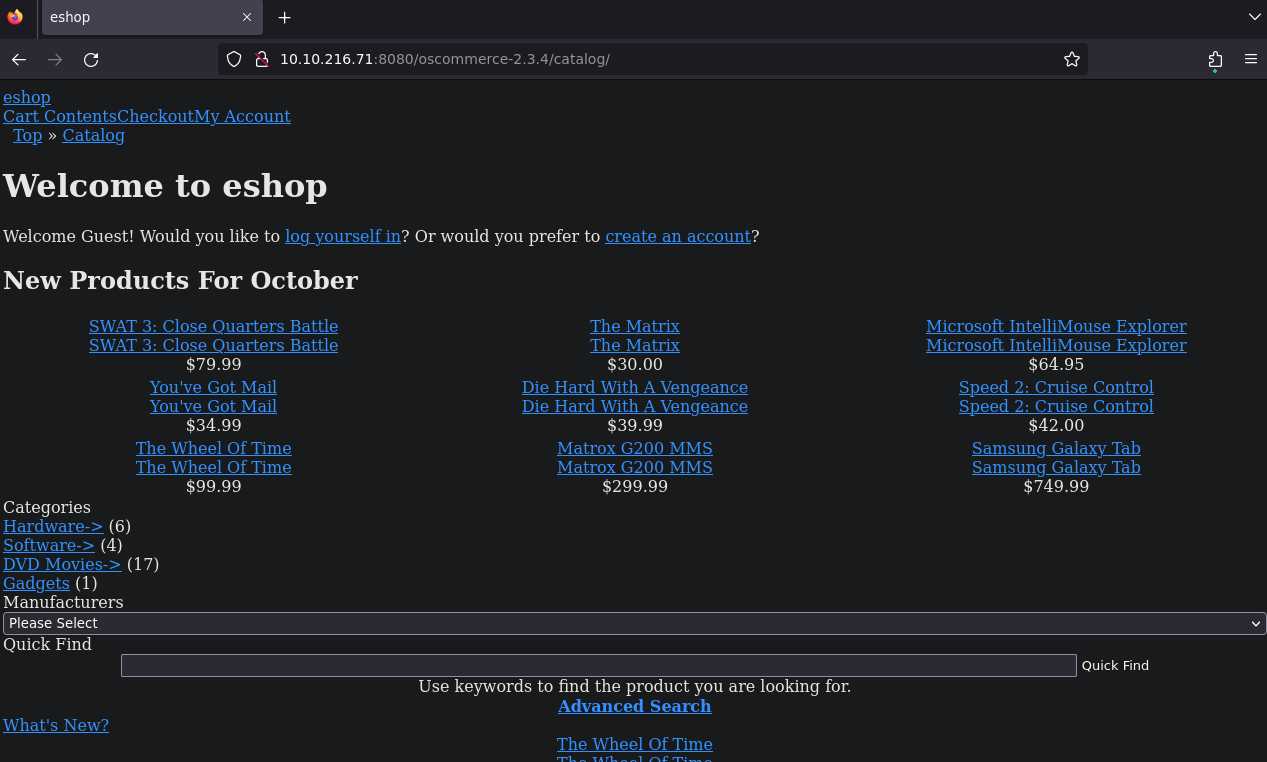 eshop
10.10.216.71:8080/oscommerce-2.3.4/catalog/
eshop
Cart ContentsCheckoutMy Account
Top » Catalog
Welcome to eshop
Welcome Guest! Would you like to log yourself in? Or would you prefer to create an account?
New Products For October
SWAT 3: Close Quarters Battle The Matrix Microsoft IntelliMouse Explorer
SWAT 3: Close Quarters Battle The Matrix Microsoft IntelliMouse Explorer
$79.99 $30.00 $64.95
You've Got Mail Die Hard With A Vengeance Speed 2: Cruise Control
You've Got Mail Die Hard With A Vengeance Speed 2: Cruise Control
$34.99 $39.99 $42.00
The Wheel Of Time Matrox G200 MMS Samsung Galaxy Tab
The Wheel Of Time Matrox G200 MMS Samsung Galaxy Tab
$99.99 $299.99 $749.99
Categories
Hardware-> (6)
Software-> (4)
DVD Movies-> (17)
Gadgets (1)
Manufacturers
Please Select
Quick Find
Quick Find
Use keywords to find the product you are looking for.
Advanced Search
What's New?
The Wheel Of Time
The Wheel Of Time